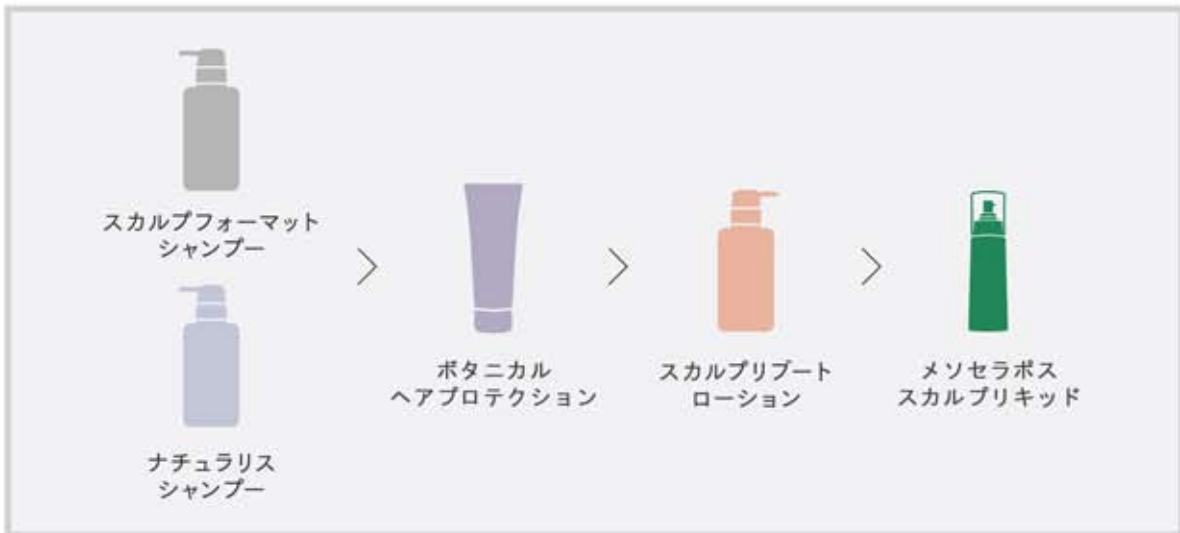 スカルプフォーマット
シャンプー
ナチュラリス
シャンプー
>
ボタニカル
ヘアプロテクション
>
スカルプリブート
ローション
>
メソセラポス
スカルプリキッド